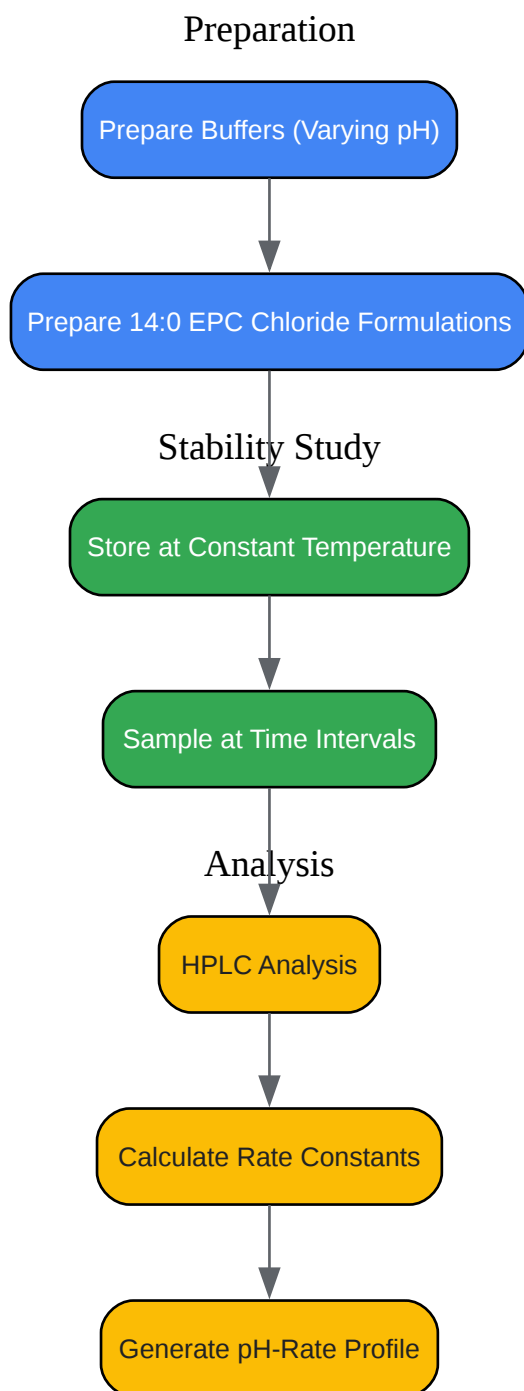 Preparation
Prepare Buffers (Varying pH)
Prepare 14:0 EPC Chloride Formulations
Stability Study
Store at Constant Temperature
Sample at Time Intervals
Analysis
HPLC Analysis
Calculate Rate Constants
Generate pH-Rate Profile